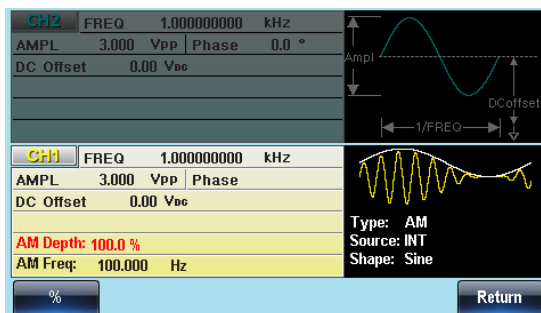 CH2 FREQ 1.000000000 kHz
AMPL 3.000 Vpp Phase 0.0 °
DC Offset 0.00 VDC
Ampl
DCoffset
1/FREQ
CH1 FREQ 1.000000000 kHz
AMPL 3.000 Vpp Phase
DC Offset 0.00 VDC
AM Depth: 100.0 %
AM Freq: 100.000 Hz
Type: AM
Source: INT
Shape: Sine
% Return